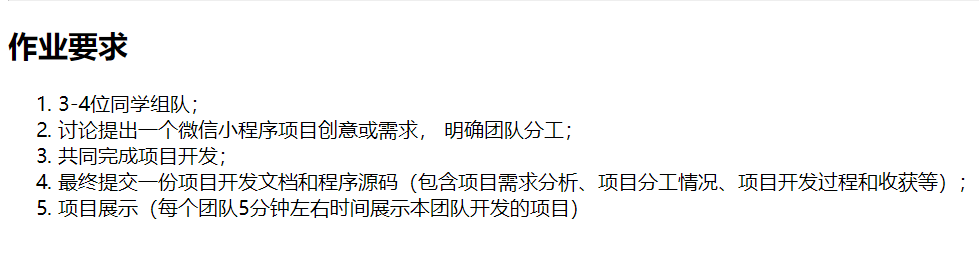 作业要求
1. 3-4位同学组队；
2. 讨论提出一个微信小程序项目创意或需求， 明确团队分工；
3. 共同完成项目开发；
4. 最终提交一份项目开发文档和程序源码（包含项目需求分析、项目分工情况、项目开发过程和收获等）；
5. 项目展示（每个团队5分钟左右时间展示本团队开发的项目）